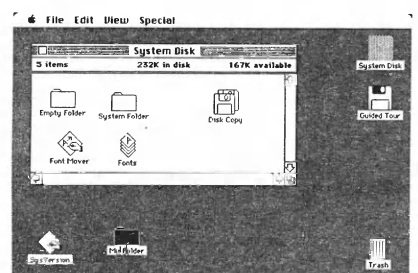 File Edit View Special
System Disk
5 items 232K in disk 167K available
System Disk
Empty Folder System Folder Disk Copy
Guided Tour
Font Mover Fonts
SysVersion
Trash